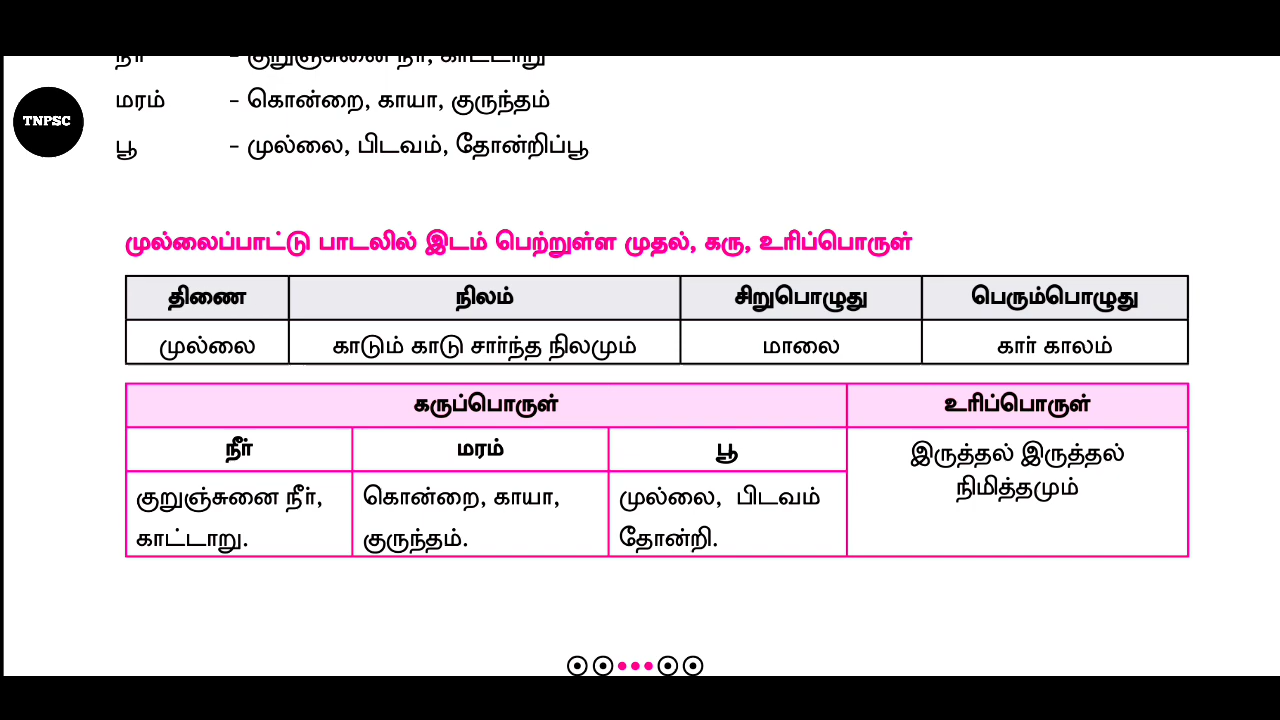 நீர் – குறுஞ்சுனை நீர், காட்டாறு
TNPSC
மரம் – கொன்றை, காயா, குருந்தம்
பூ – முல்லை, பிடவம், தோன்றிப்பூ
முல்லைப்பாட்டு பாடலில் இடம் பெற்றுள்ள முதல், கரு, உரிப்பொருள்
திணை நிலம் சிறுபொழுது பெரும்பொழுது
முல்லை காடும் காடு சார்ந்த நிலமும் மாலை கார் காலம்
கருப்பொருள் உரிப்பொருள்
நீர் மரம் பூ
இருத்தல் இருத்தல்
நிமித்தமும்
குறுஞ்சுனை நீர், கொன்றை, காயா, முல்லை, பிடவம்
காட்டாறு. குருந்தம். தோன்றி.